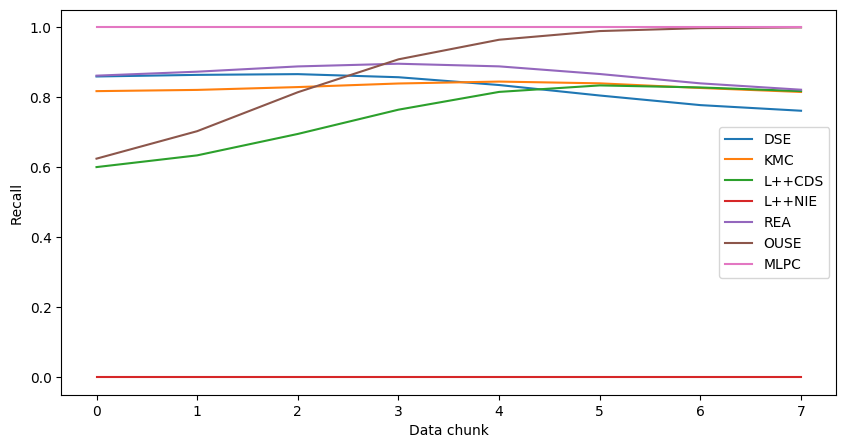 1.0
0.8
0.6
0.4
0.2
0.0
Recall
0 1 2 3 4 5 6 7
Data chunk
DSE
KMC
L++CDS
L++NIE
REA
OUSE
MLPC